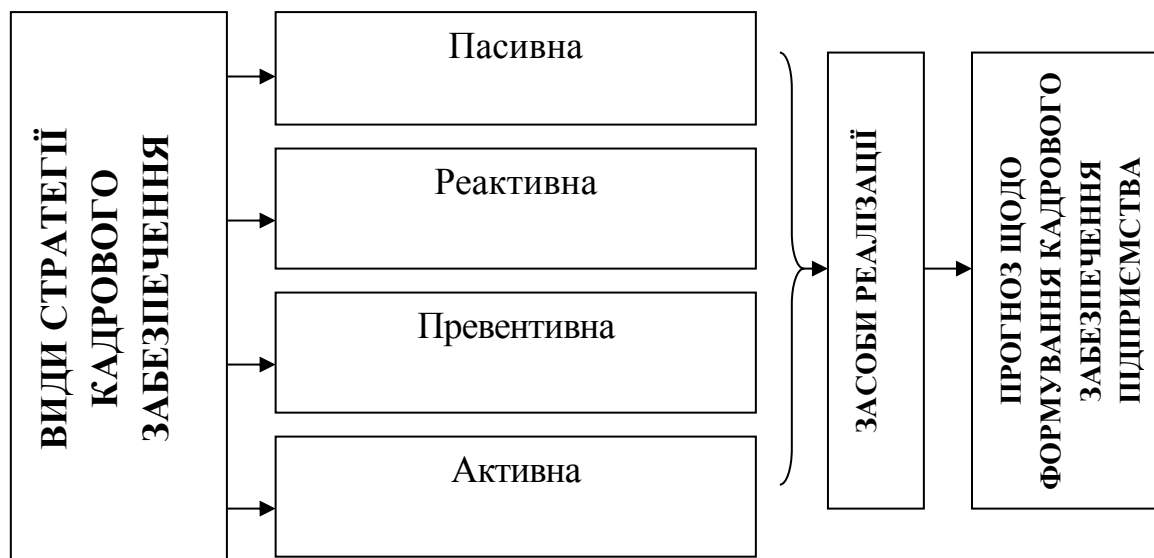 ВИДИ СТРАТЕГІЇ
КАДРОВОГО
ЗАБЕЗПЕЧЕННЯ
Пасивна
Реактивна
Превентивна
Активна
ЗАСОБИ РЕАЛІЗАЦІЇ
ПРОГНОЗ ЩОДО
ФОРМУВАННЯ КАДРОВОГО
ЗАБЕЗПЕЧЕННЯ
ПІДПРИЄМСТВА